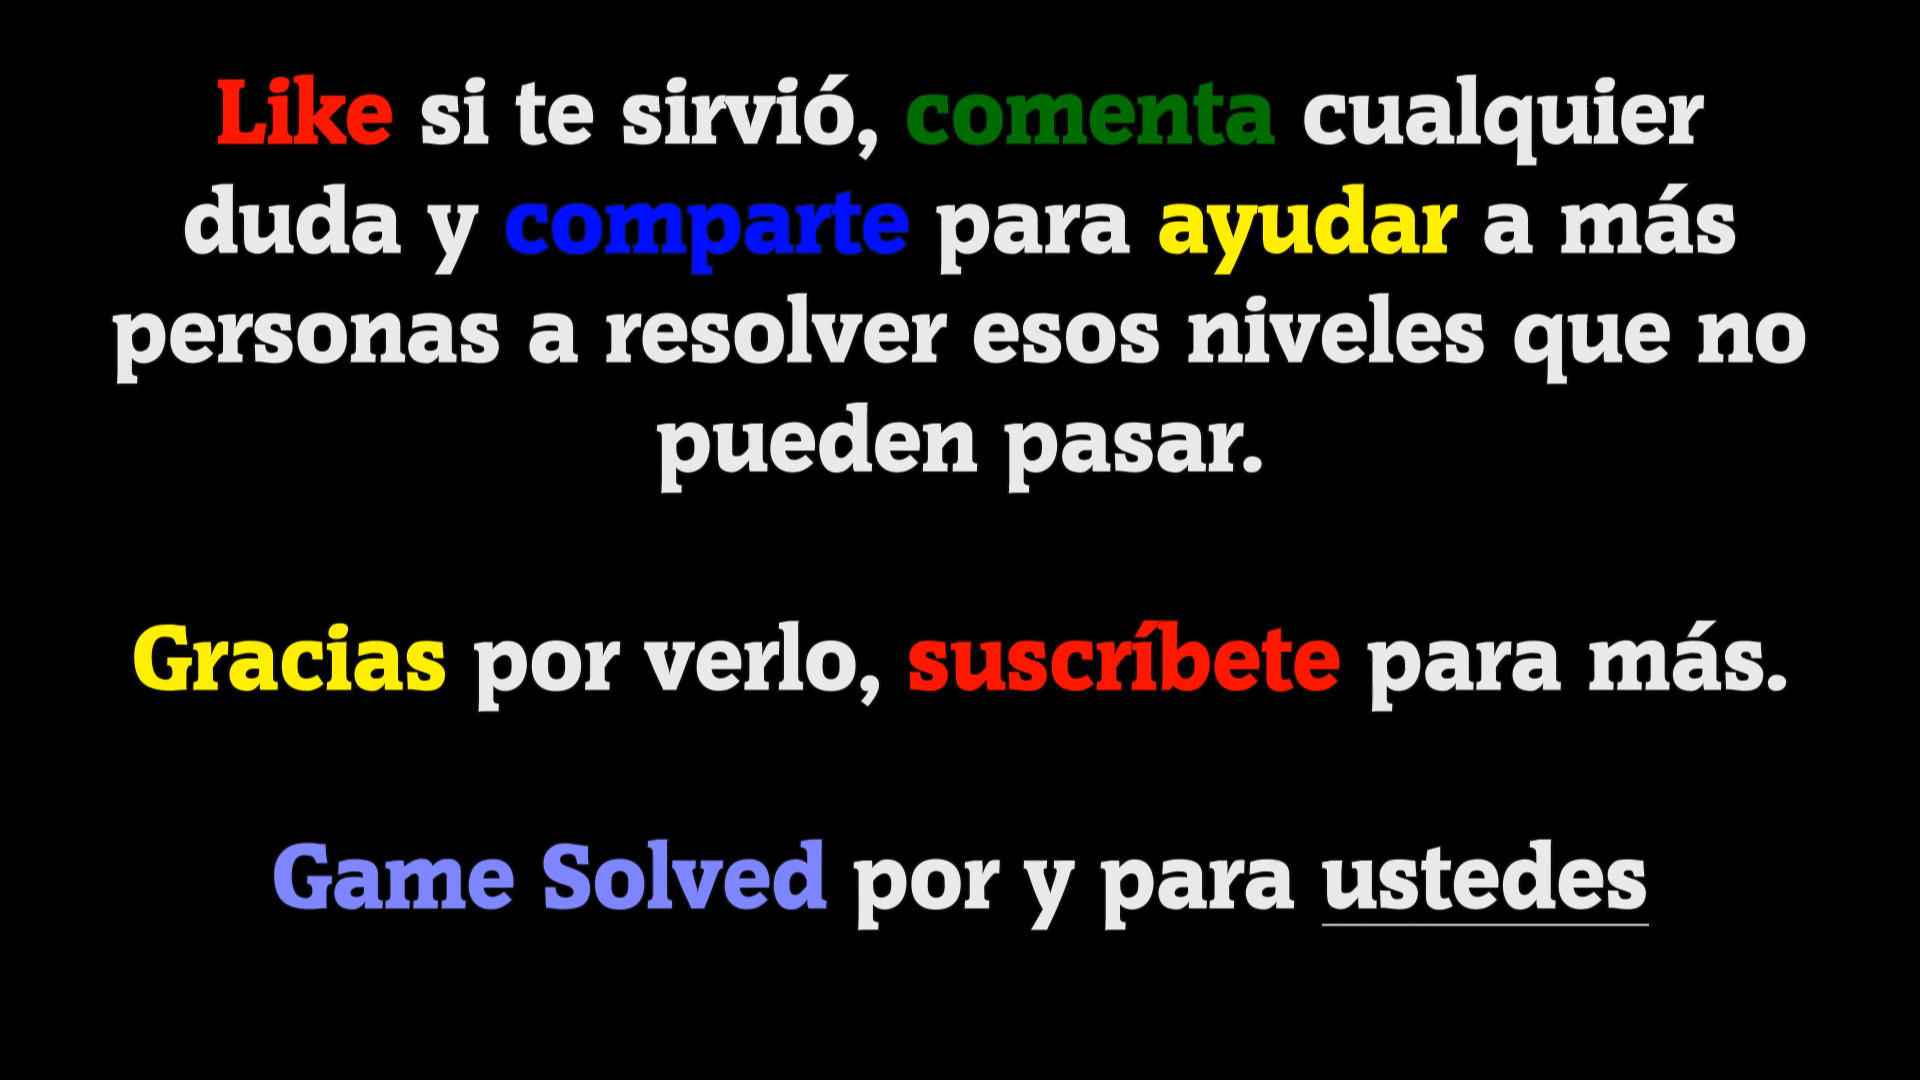 Like si te sirvió, comenta cualquier
duda y comparte para ayudar a más
personas a resolver esos niveles que no
pueden pasar.
Gracias por verlo, suscríbete para más.
Game Solved por y para ustedes